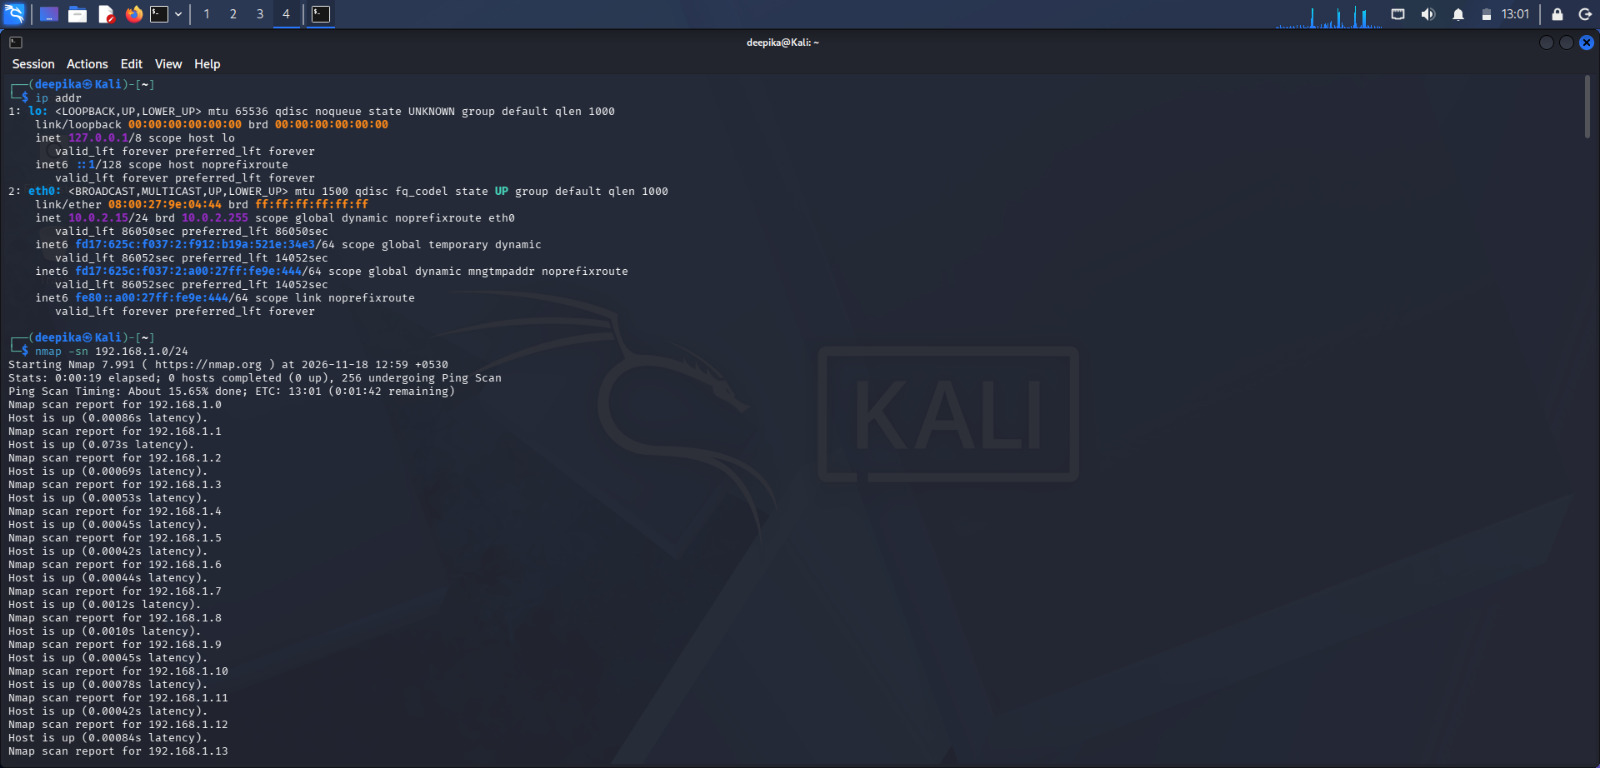 1 2 3 4
13:01
deepika@Kali: ~
Session Actions Edit View Help
┌──(deepika㉿Kali)-[~]
└─$ ip addr
1: lo: <LOOPBACK,UP,LOWER_UP> mtu 65536 qdisc noqueue state UNKNOWN group default qlen 1000
    link/loopback 00:00:00:00:00:00 brd 00:00:00:00:00:00
    inet 127.0.0.1/8 scope host lo
       valid_lft forever preferred_lft forever
    inet6 ::1/128 scope host noprefixroute
       valid_lft forever preferred_lft forever
2: eth0: <BROADCAST,MULTICAST,UP,LOWER_UP> mtu 1500 qdisc fq_codel state UP group default qlen 1000
    link/ether 08:00:27:9e:04:44 brd ff:ff:ff:ff:ff:ff
    inet 10.0.2.15/24 brd 10.0.2.255 scope global dynamic noprefixroute eth0
       valid_lft 86050sec preferred_lft 86050sec
    inet6 fd17:625c:f037:2:f912:b19a:521e:34e3/64 scope global temporary dynamic
       valid_lft 86052sec preferred_lft 14052sec
    inet6 fd17:625c:f037:2:a00:27ff:fe9e:444/64 scope global dynamic mngtmpaddr noprefixroute
       valid_lft 86052sec preferred_lft 14052sec
    inet6 fe80::a00:27ff:fe9e:444/64 scope link noprefixroute
       valid_lft forever preferred_lft forever
┌──(deepika㉿Kali)-[~]
└─$ nmap -sn 192.168.1.0/24
Starting Nmap 7.991 ( https://nmap.org ) at 2026-11-18 12:59 +0530
Stats: 0:00:19 elapsed; 0 hosts completed (0 up), 256 undergoing Ping Scan
Ping Scan Timing: About 15.65% done; ETC: 13:01 (0:01:42 remaining)
Nmap scan report for 192.168.1.0
Host is up (0.00086s latency).
Nmap scan report for 192.168.1.1
Host is up (0.073s latency).
Nmap scan report for 192.168.1.2
Host is up (0.00069s latency).
Nmap scan report for 192.168.1.3
Host is up (0.00053s latency).
Nmap scan report for 192.168.1.4
Host is up (0.00045s latency).
Nmap scan report for 192.168.1.5
Host is up (0.00042s latency).
Nmap scan report for 192.168.1.6
Host is up (0.00044s latency).
Nmap scan report for 192.168.1.7
Host is up (0.0012s latency).
Nmap scan report for 192.168.1.8
Host is up (0.0010s latency).
Nmap scan report for 192.168.1.9
Host is up (0.00045s latency).
Nmap scan report for 192.168.1.10
Host is up (0.00078s latency).
Nmap scan report for 192.168.1.11
Host is up (0.00042s latency).
Nmap scan report for 192.168.1.12
Host is up (0.00084s latency).
Nmap scan report for 192.168.1.13
KALI